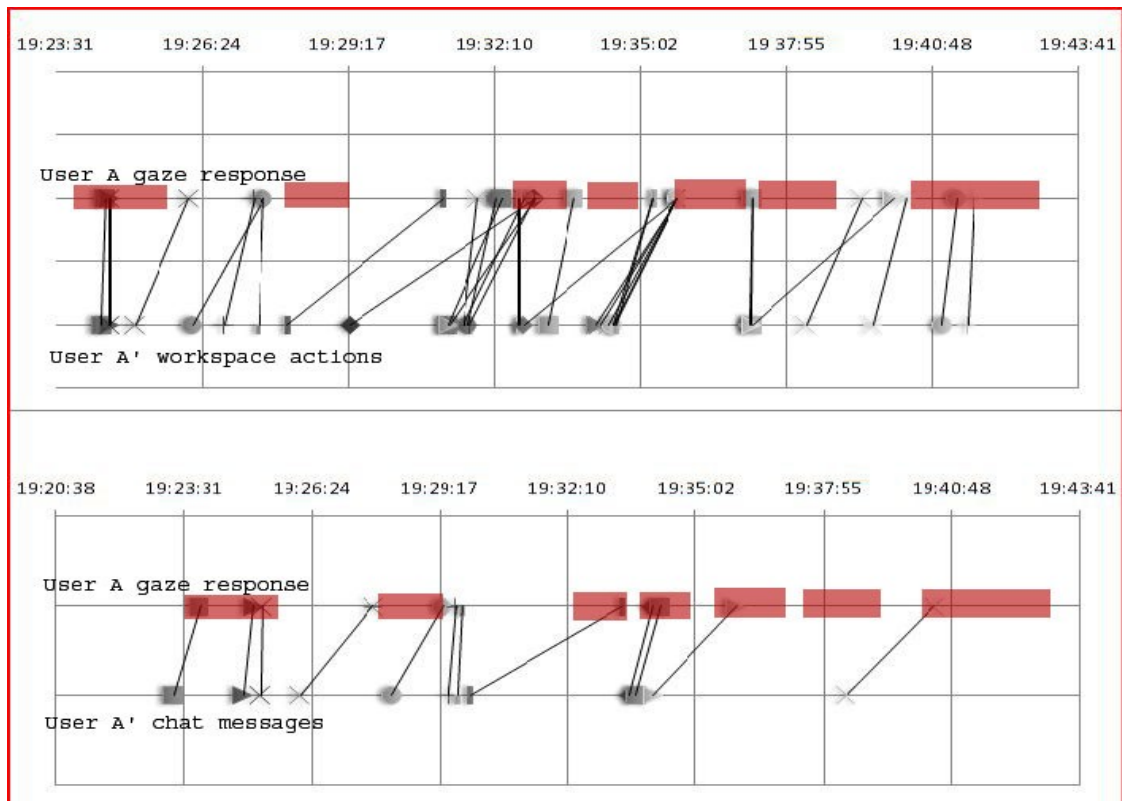 19:23:31 19:26:24 19:29:17 19:32:10 19:35:02 19 37:55 19:40:48 19:43:41
User A gaze response
User A' workspace actions
19:20:38 19:23:31 19:26:24 19:29:17 19:32:10 19:35:02 19:37:55 19:40:48 19:43:41
User A gaze response
User A' chat messages